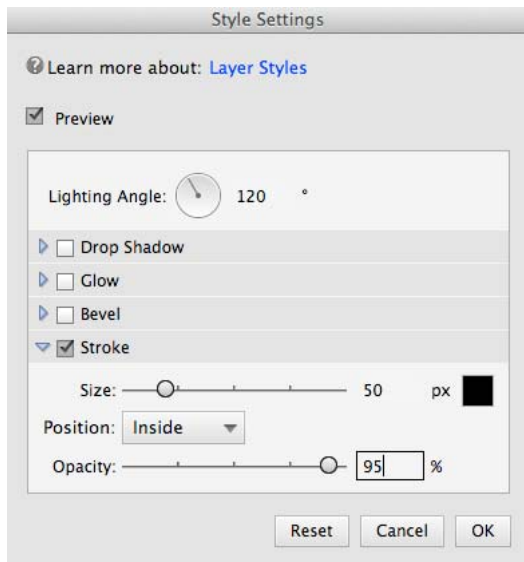 Style Settings
Learn more about: Layer Styles
Preview
Lighting Angle: 120 °
Drop Shadow
Glow
Bevel
Stroke
Size: 50 px
Position: Inside
Opacity: 95 %
Reset Cancel OK